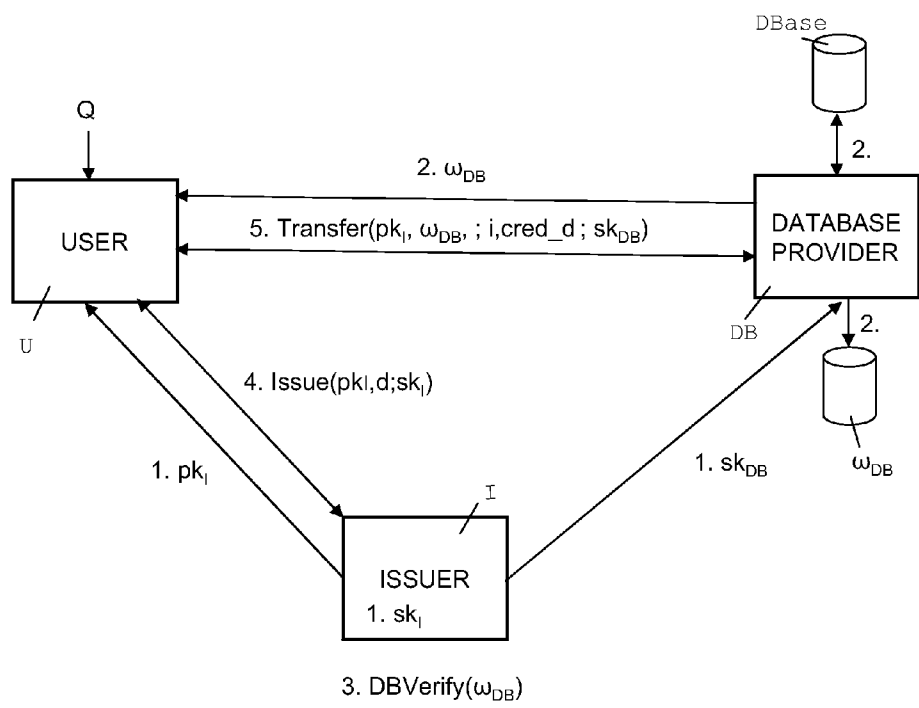 DBase
Q
2.
2. ω_DB
USER
5. Transfer(pk_I, ω_DB, ; i,cred_d ; sk_DB)
DATABASE
PROVIDER
U
DB
2.
4. Issue(pkI,d;sk_I)
1. pk_I
1. sk_DB
ω_DB
I
ISSUER
1. sk_I
3. DBVerify(ω_DB)